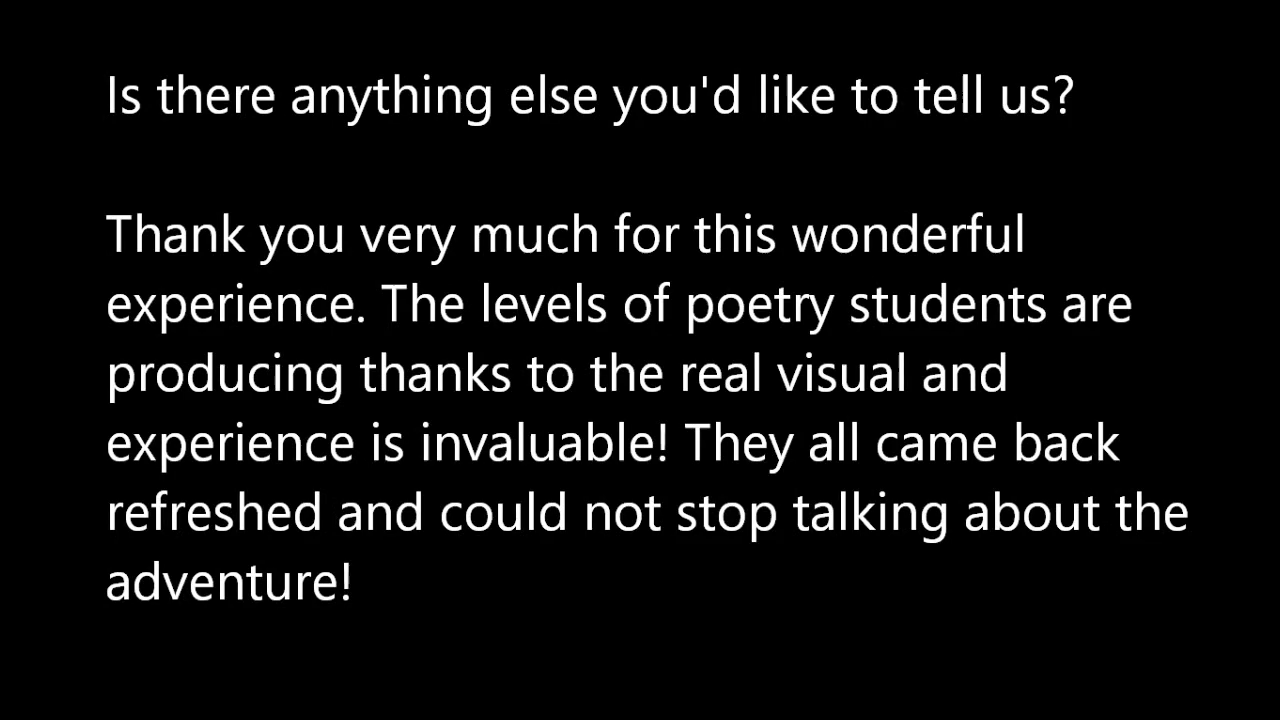 Is there anything else you'd like to tell us?
Thank you very much for this wonderful
experience. The levels of poetry students are
producing thanks to the real visual and
experience is invaluable! They all came back
refreshed and could not stop talking about the
adventure!